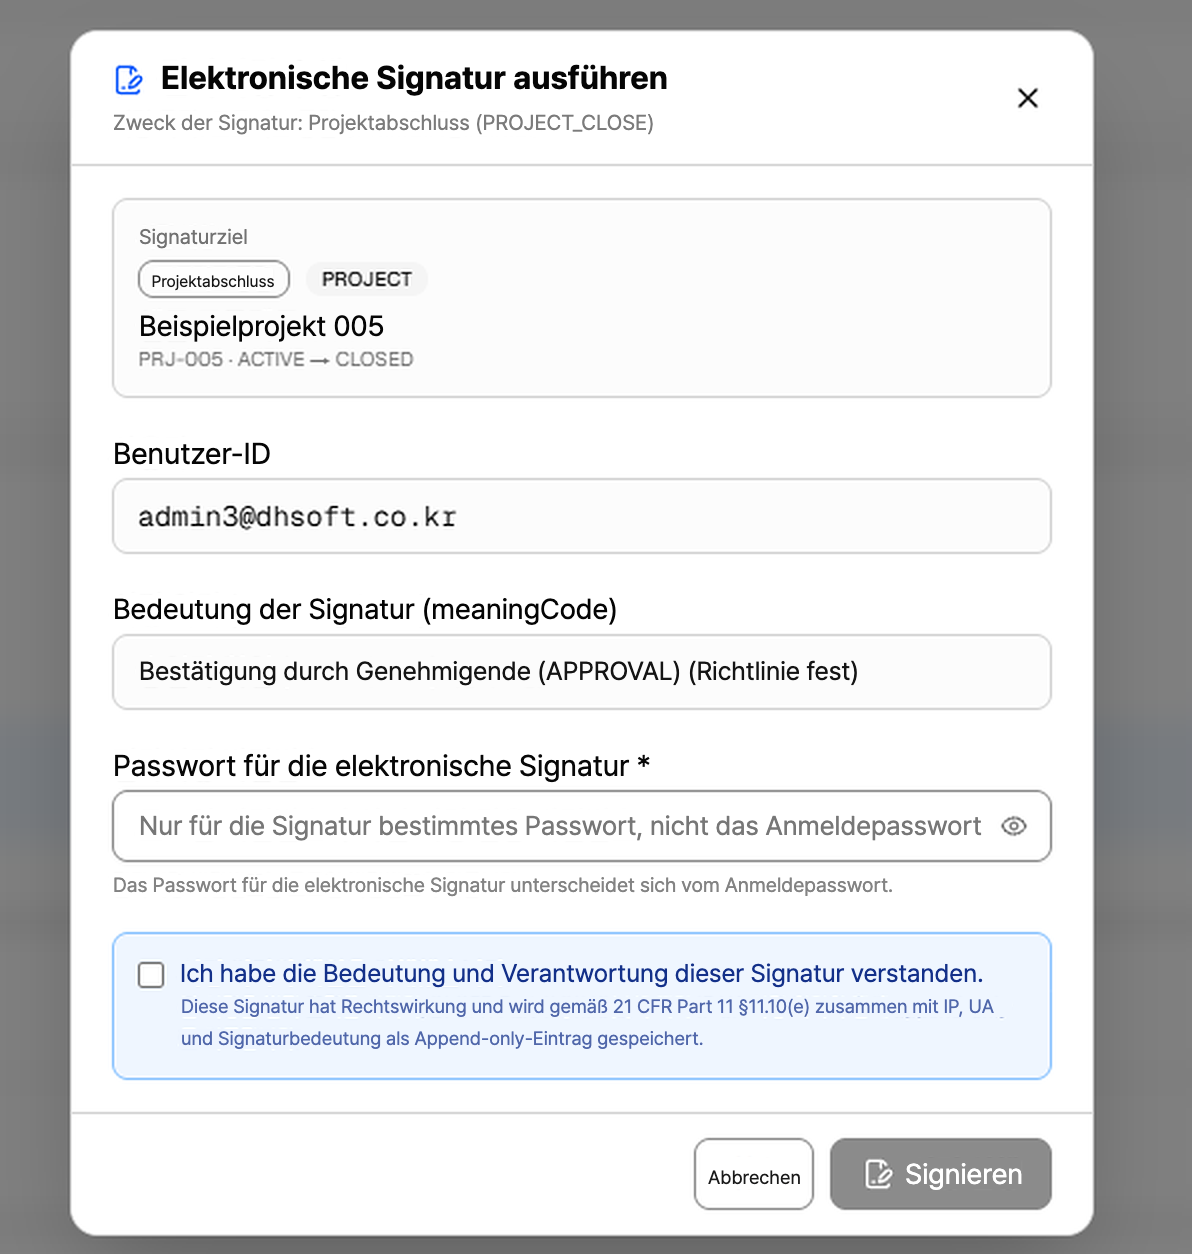 Elektronische Signatur ausführen
Zweck der Signatur: Projektabschluss (PROJECT_CLOSE)
Signaturziel
Projektabschluss PROJECT
Beispielprojekt 005
PRJ-005 · ACTIVE → CLOSED
Benutzer-ID
admin3@dhsoft.co.kr
Bedeutung der Signatur (meaningCode)
Bestätigung durch Genehmigende (APPROVAL) (Richtlinie fest)
Passwort für die elektronische Signatur *
Nur für die Signatur bestimmtes Passwort, nicht das Anmeldepasswort
Das Passwort für die elektronische Signatur unterscheidet sich vom Anmeldepasswort.
Ich habe die Bedeutung und Verantwortung dieser Signatur verstanden.
Diese Signatur hat Rechtswirkung und wird gemäß 21 CFR Part 11 §11.10(e) zusammen mit IP, UA
und Signaturbedeutung als Append-only-Eintrag gespeichert.
Abbrechen Signieren